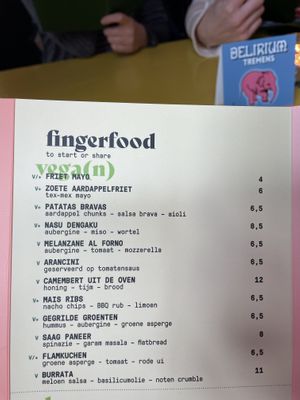 DELIRIUM
TREMENS
fingerfood
to start or share
vega(n)
V/+ FRIET MAYO 4
V+ ZOETE AARDAPPELFRIET 6
tex-mex mayo
V+ PATATAS BRAVAS 6,5
aardappel chunks - salsa brava - aioli
V+ NASU DENGAKU 8,5
aubergine - miso - wortel
V MELANZANE AL FORNO 6,5
aubergine - tomaat - mozzerella
V ARANCINI 6,5
geserveerd op tomatensaus
V CAMEMBERT UIT DE OVEN 12
honing - tijm - brood
V+ MAIS RIBS 6,5
nacho chips - BBQ rub - limoen
V+ GEGRILDE GROENTEN 6,5
hummus - aubergine - groene asperge
V SAAG PANEER 8
spinazie - garam masala - flatbread
V/+ FLAMKUCHEN 6,5
groene asperge - tomaat - rode ui
V BURRATA 11
meloen salsa - basilicumolie - noten crumble